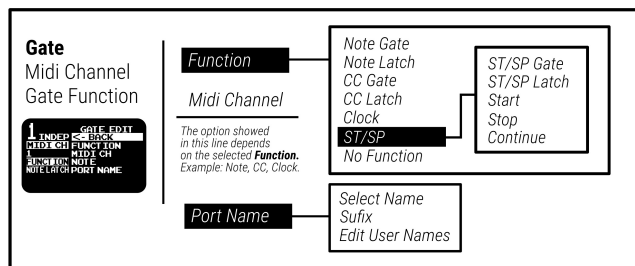 Gate
Midi Channel
Gate Function
1 INDEP
GATE EDIT
<- BACK
MIDI CH
FUNCTION
1
MIDI CH
FUNCTION
NOTE
NOTE LATCH
PORT NAME
Function
Midi Channel
The option showed
in this line depends
on the selected Function.
Example: Note, CC, Clock.
Note Gate
Note Latch
CC Gate
CC Latch
Clock
ST/SP
No Function
ST/SP Gate
ST/SP Latch
Start
Stop
Continue
Port Name
Select Name
Sufix
Edit User Names